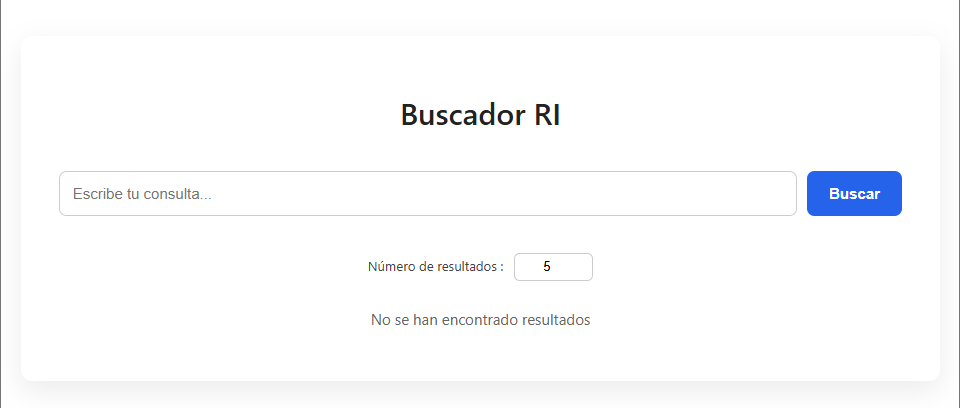 Buscador RI
Escribe tu consulta...
Buscar
Número de resultados :
5
No se han encontrado resultados